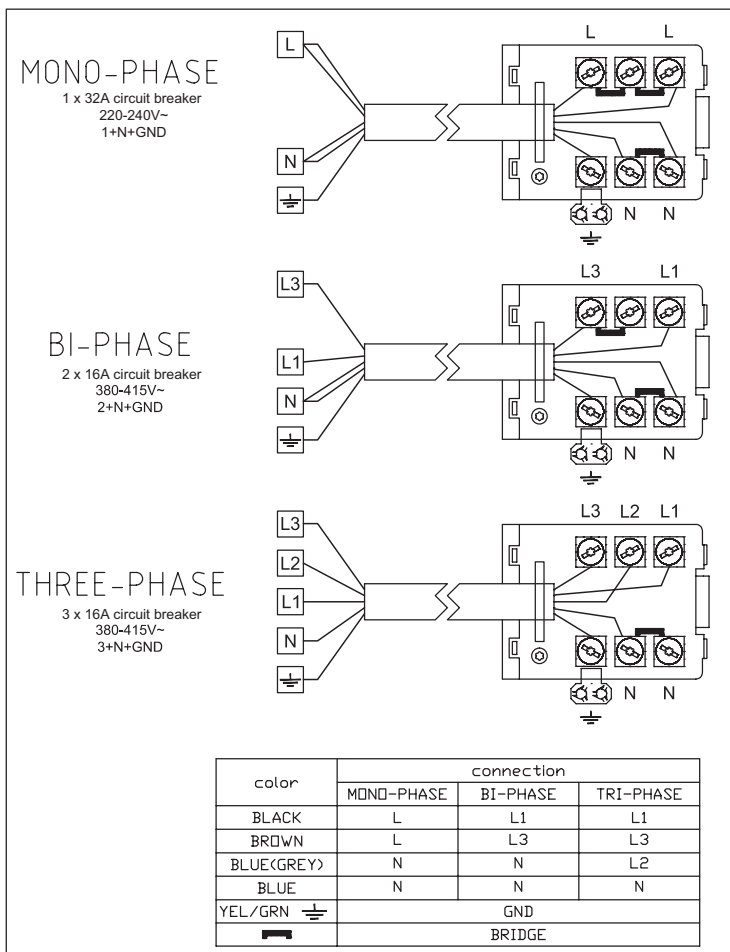 L L L
MONO-PHASE
1 x 32A circuit breaker
220-240V~
1+N+GND
N
N N
L3 L3 L1
BI-PHASE
2 x 16A circuit breaker
380-415V~
2+N+GND
L1
N
N N
L3 L3 L2 L1
L2
THREE-PHASE
3 x 16A circuit breaker
380-415V~
3+N+GND
L1
N
N N
color connection
MONO-PHASE BI-PHASE TRI-PHASE
BLACK L L1 L1
BROWN L L3 L3
BLUE(GREY) N N L2
BLUE N N N
YEL/GRN GND
BRIDGE